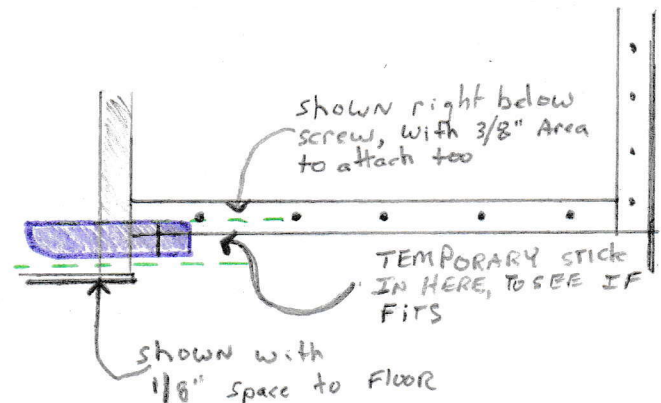 shown right below
screw, with 3/8" Area
to attach too
TEMPORARY stick
IN HERE, TO SEE IF
FITS
shown with
1/8" space to FLOOR